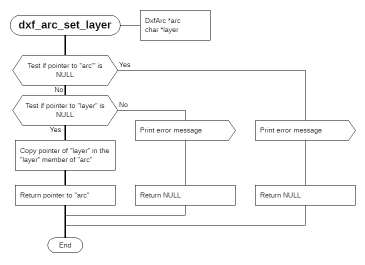 dxf_arc_set_layer
DxfArc *arc
char *layer
Test if pointer to "arc" is
NULL
Yes
No
Test if pointer to "layer" is
NULL
No
Yes
Print error message
Print error message
Copy pointer of "layer" in the
"layer" member of "arc"
Return pointer to "arc"
Return NULL
Return NULL
End